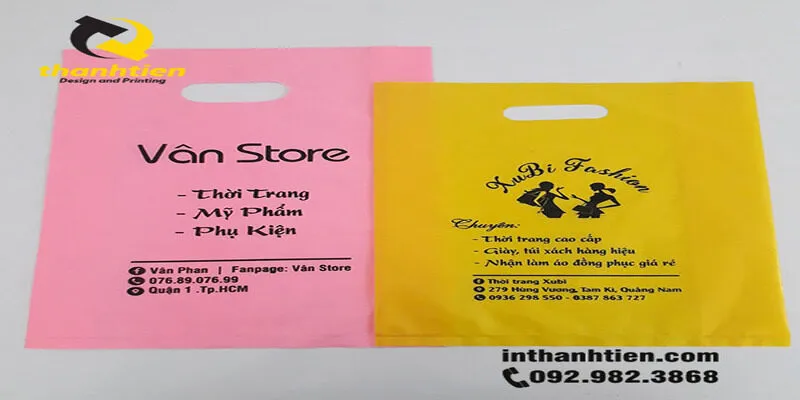 thanhtien
Design and Printing
Vân Store
- Thời Trang
- Mỹ Phẩm
- Phụ Kiện
Vân Phan | Fanpage: Vân Store
076.89.076.99
Quận 1 .Tp.HCM
XuBi Fashion
Chuyên:
- Thời trang cao cấp
- Giày, túi xách hàng hiệu
- Nhận làm áo đồng phục giá rẻ
Thời trang Xubi
279 Hùng Vương, Tam Kì, Quảng Nam
0936 298 550 - 0387 863 727
inthanhtien.com
092.982.3868